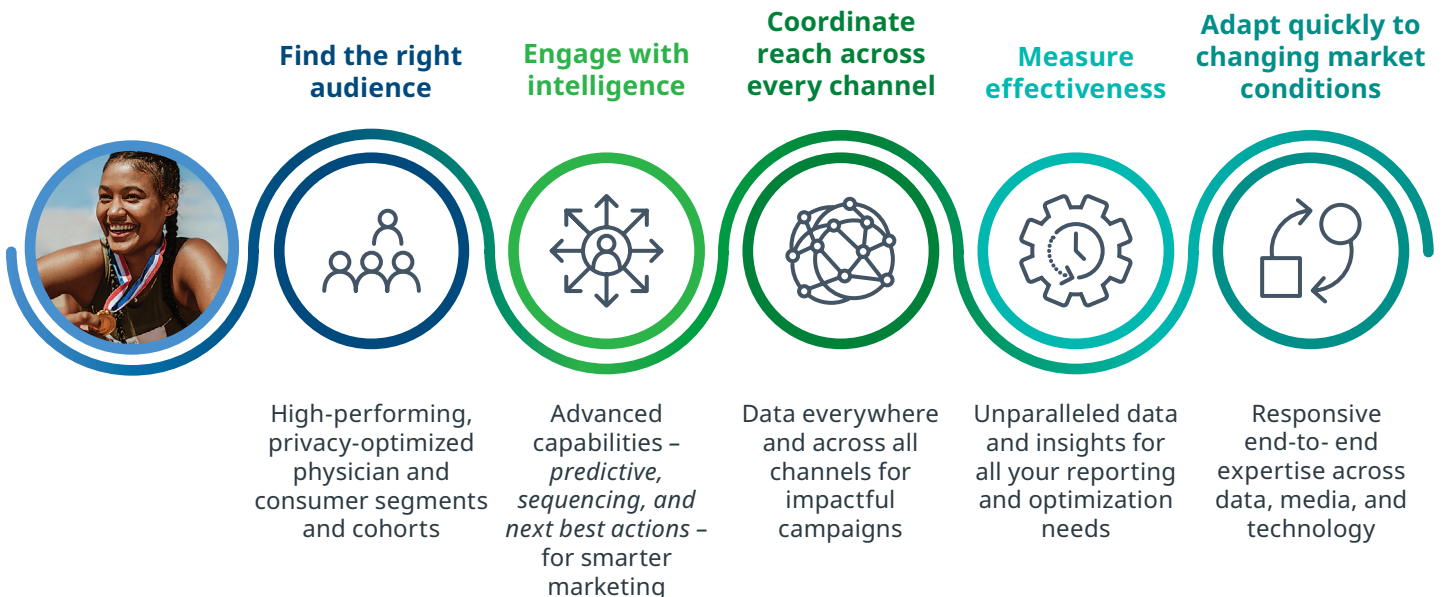 Find the right
audience
Engage with
intelligence
Coordinate
reach across
every channel
Measure
effectiveness
Adapt quickly to
changing market
conditions
High-performing,
privacy-optimized
physician and
consumer segments
and cohorts
Advanced
capabilities –
predictive,
sequencing, and
next best actions –
for smarter
marketing
Data everywhere
and across all
channels for
impactful
campaigns
Unparalleled data
and insights for
all your reporting
and optimization
needs
Responsive
end-to- end
expertise across
data, media, and
technology